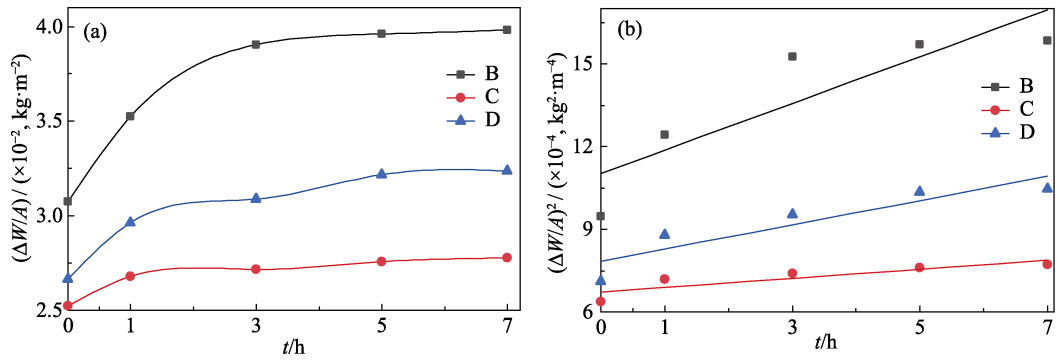 (a)
(ΔW/A)/ (×10⁻², kg·m⁻²)
4.0
3.5
3.0
2.5
B
C
D
0 1 3 5 7
t/h
(b)
(ΔW/A)²/ (×10⁻⁴, kg²·m⁻⁴)
15
12
9
6
B
C
D
0 1 3 5 7
t/h